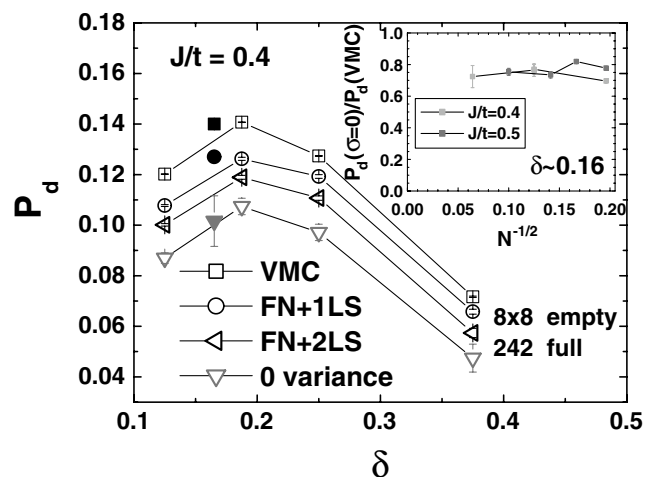 J/t = 0.4
P_d
0.18
0.16
0.14
0.12
0.10
0.08
0.06
0.04
0.1
0.2
0.3
0.4
0.5
δ
VMC
FN+1LS
FN+2LS
0 variance
8x8 empty
242 full
P_d(σ=0)/P_d(VMC)
1.0
0.8
0.6
0.4
0.2
0.0
0.00
0.05
0.10
0.15
0.20
N^{-1/2}
J/t=0.4
J/t=0.5
δ~0.16